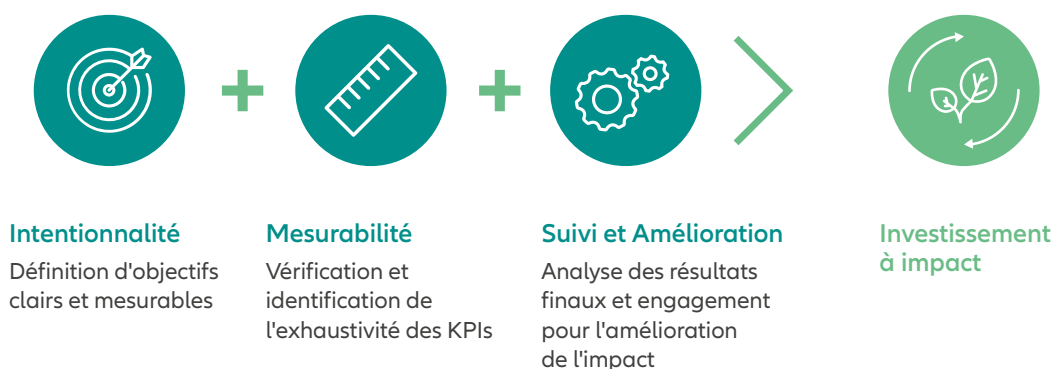 Intentionnalité
Définition d'objectifs
clairs et mesurables
Mesurabilité
Vérification et
identification de
l'exhaustivité des KPIs
Suivi et Amélioration
Analyse des résultats
finaux et engagement
pour l'amélioration
de l'impact
Investissement
à impact